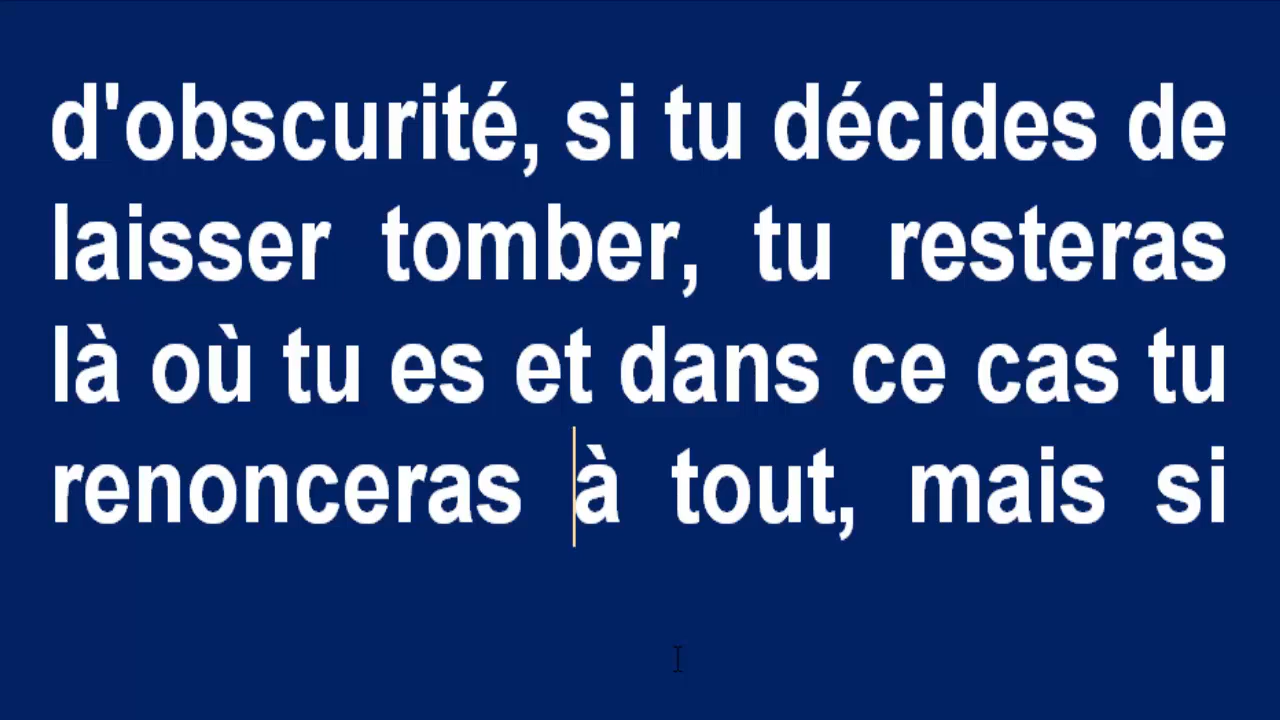 d'obscurité, si tu décides de
laisser tomber, tu resteras
là où tu es et dans ce cas tu
renonceras à tout, mais si